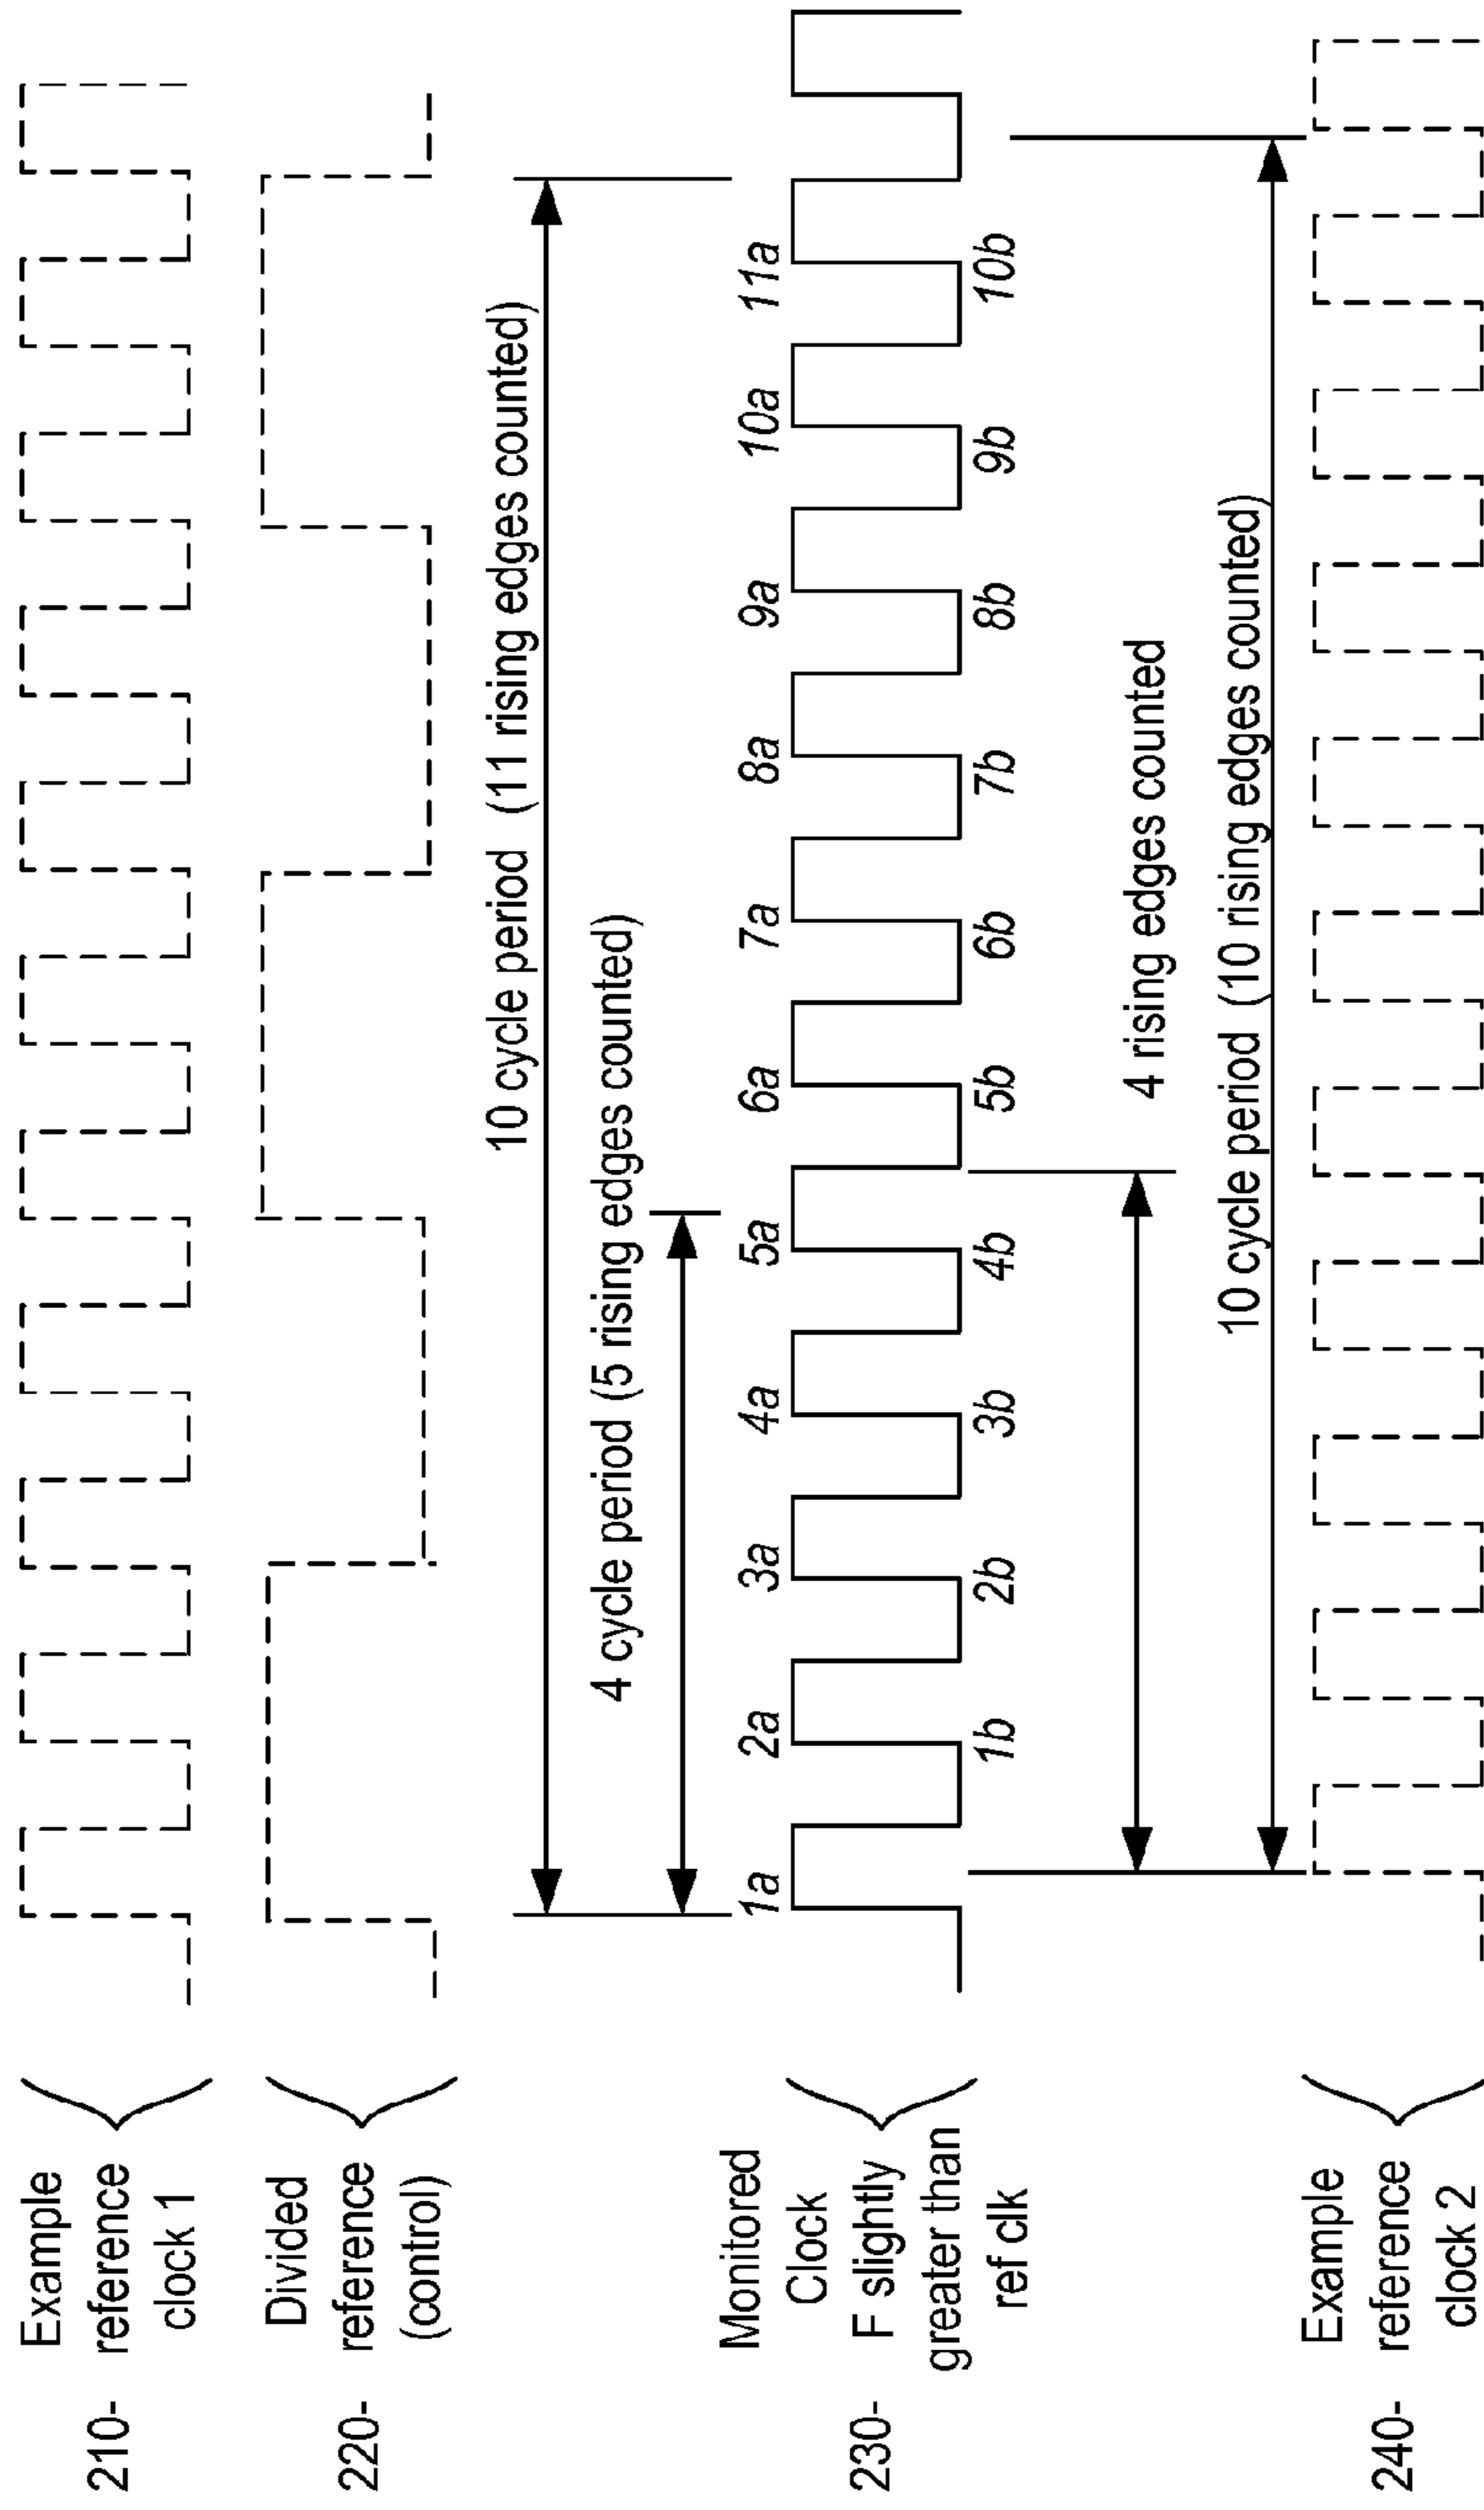 210-
Example
reference
clock 1
220-
Divided
reference
(control)
10 cycle period (11 rising edges counted)
4 cycle period (5 rising edges counted)
1a 2a 3a 4a 5a 6a 7a 8a 9a 10a 11a
230-
Monitored
Clock
F slightly
greater than
ref clk
1b 2b 3b 4b 5b 6b 7b 8b 9b 10b
4 rising edges counted
10 cycle period (10 rising edges counted)
240-
Example
reference
clock 2